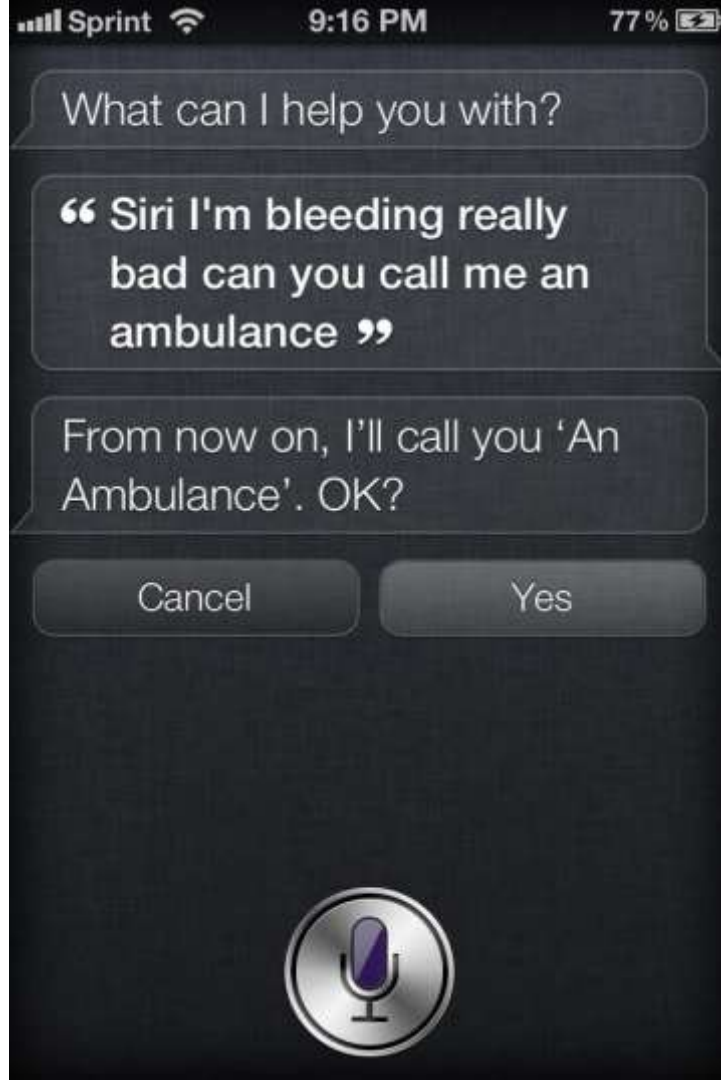 Sprint 9:16 PM 77%
What can I help you with?
“ Siri I'm bleeding really
bad can you call me an
ambulance ”
From now on, I’ll call you ‘An
Ambulance’. OK?
Cancel Yes